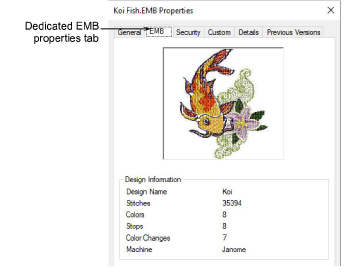 Koi Fish.EMB Properties
Dedicated EMB
properties tab
General EMB Security Custom Details Previous Versions
Design Information
Design Name Koi
Stitches 35394
Colors 8
Stops 8
Color Changes 7
Machine Janome